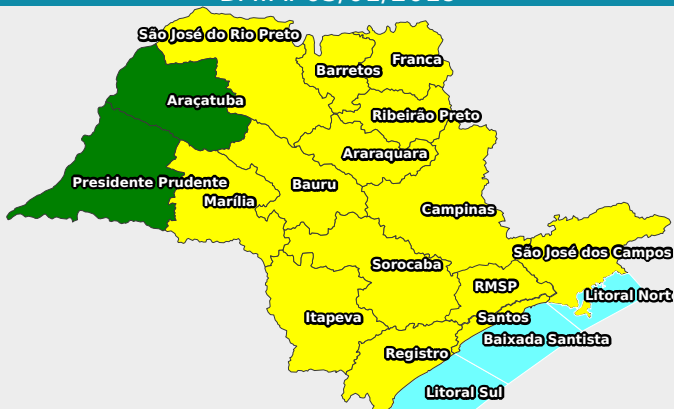 São José do Rio Preto
Franca
Barretos
Araçatuba
Ribeirão Preto
Araraquara
Presidente Prudente
Bauru
Marília
Campinas
São José dos Campos
Sorocaba
RMSP
Litoral Nort
Itapeva
Santos
Baixada Santista
Registro
Litoral Sul